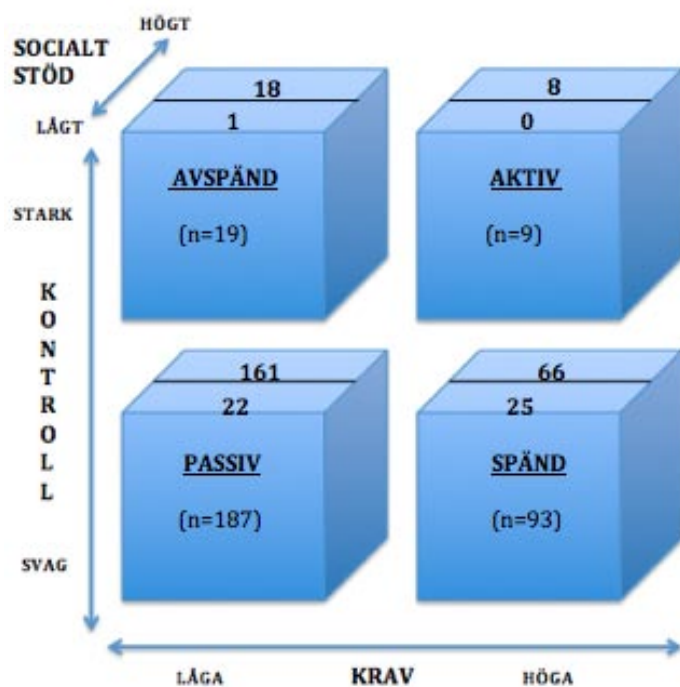 HÖGT
SOCIALT
STÖD
LÅGT
18
1
AVSPÄND
(n=19)
8
0
AKTIV
(n=9)
STARK
KONTROLL
SVAG
161
22
PASSIV
(n=187)
66
25
SPÄND
(n=93)
LÅGA KRAV HÖGA